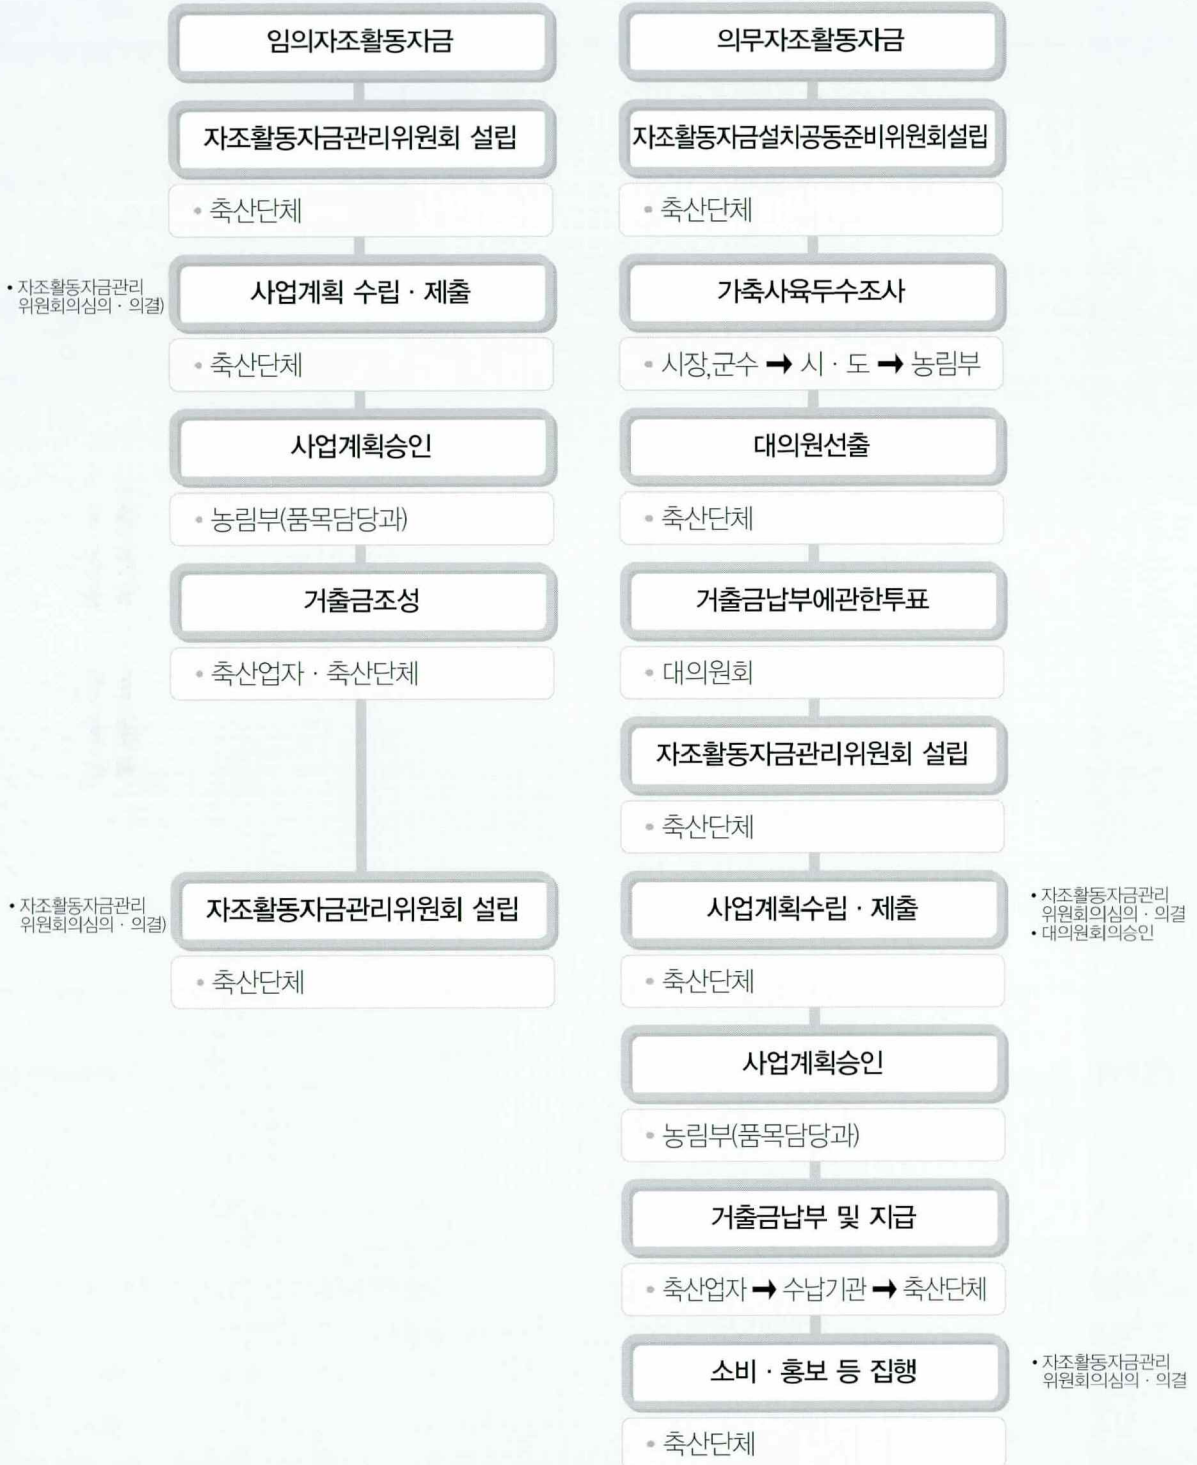 임의자조활동자금
자조활동자금관리위원회 설립
• 축산단체
• 자조활동자금관리
위원회의심의 · 의결)
사업계획 수립 · 제출
• 축산단체
사업계획승인
• 농림부(품목담당과)
거출금조성
• 축산업자 · 축산단체
• 자조활동자금관리
위원회의심의 · 의결)
자조활동자금관리위원회 설립
• 축산단체
의무자조활동자금
자조활동자금설치공동준비위원회설립
• 축산단체
가축사육두수조사
• 시장,군수 ➞ 시 · 도 ➞ 농림부
대의원선출
• 축산단체
거출금납부에관한투표
• 대의원회
자조활동자금관리위원회 설립
• 축산단체
사업계획수립 · 제출
• 자조활동자금관리
위원회의심의 · 의결
• 대의원회의승인
• 축산단체
사업계획승인
• 농림부(품목담당과)
거출금납부 및 지급
• 축산업자 ➞ 수납기관 ➞ 축산단체
소비 · 홍보 등 집행
• 자조활동자금관리
위원회의심의 · 의결
• 축산단체